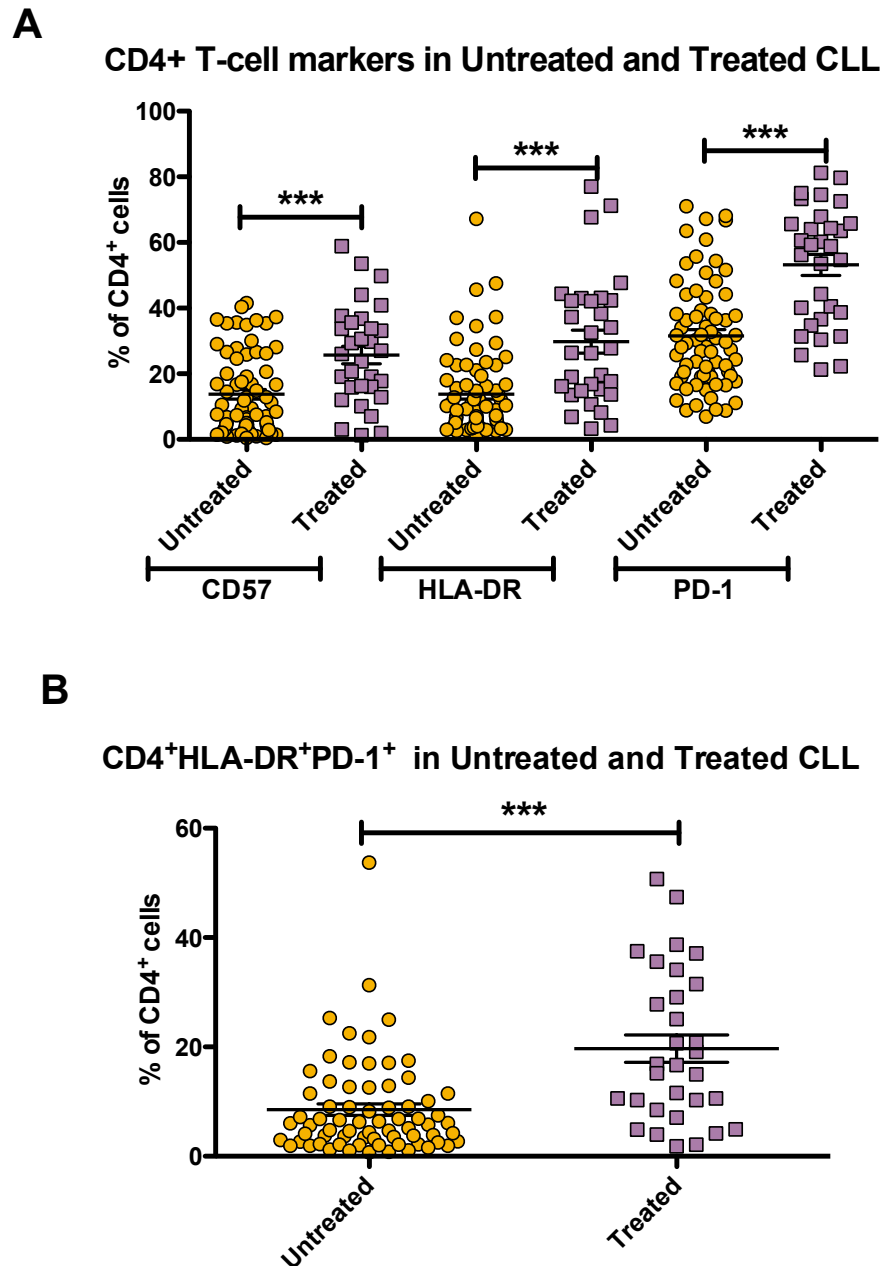 A
CD4+ T-cell markers in Untreated and Treated CLL
% of CD4⁺ cells
100
80
60
40
20
0
***
***
***
Untreated
Treated
Untreated
Treated
Untreated
Treated
CD57
HLA-DR
PD-1
B
CD4⁺HLA-DR⁺PD-1⁺ in Untreated and Treated CLL
% of CD4⁺ cells
60
40
20
0
***
Untreated
Treated